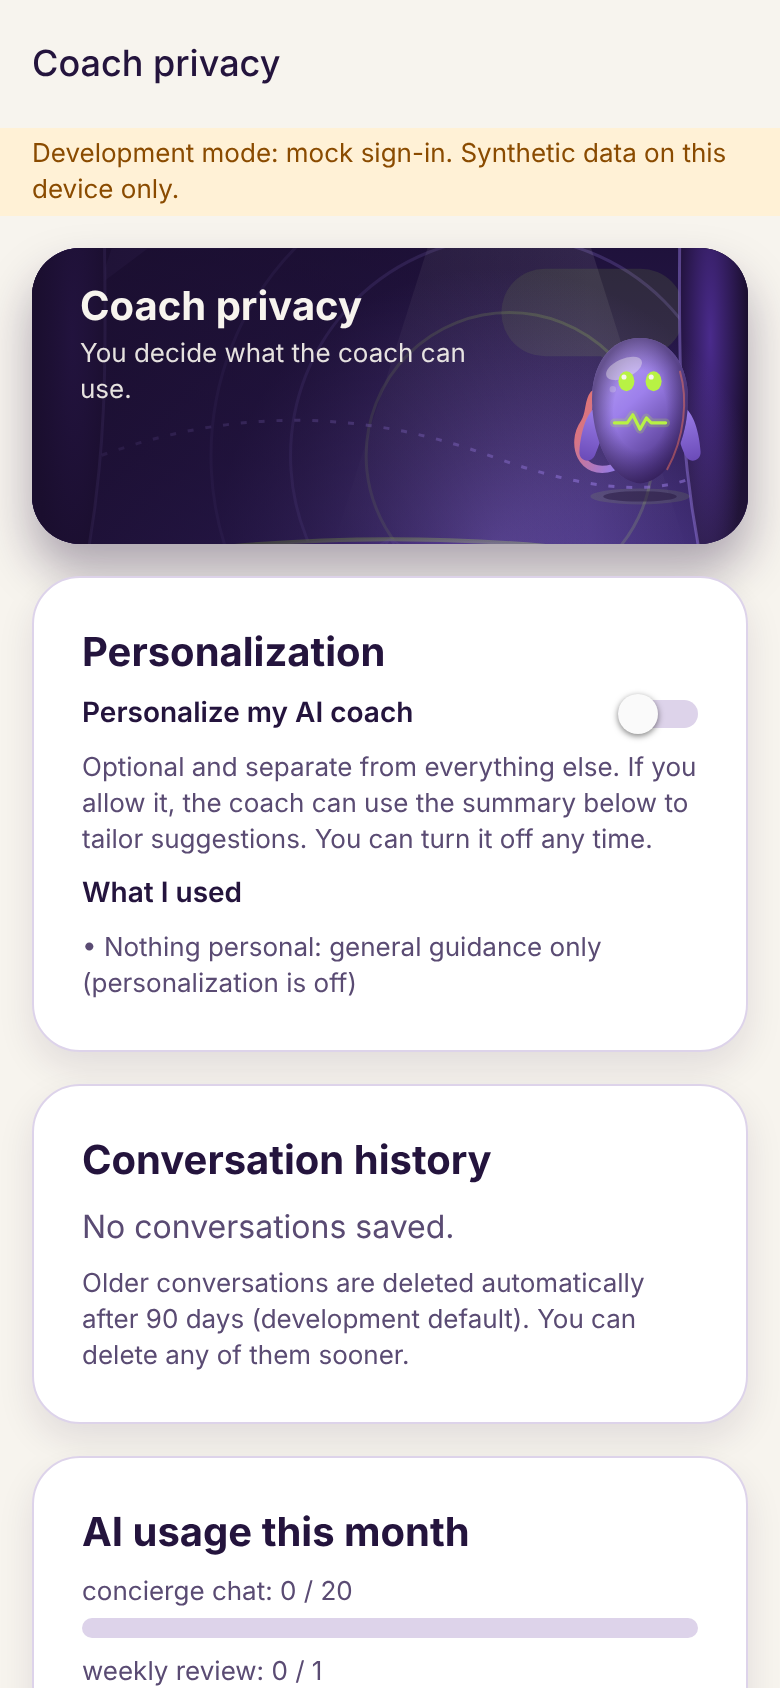 Coach privacy
Development mode: mock sign-in. Synthetic data on this
device only.
Coach privacy
You decide what the coach can
use.
Personalization
Personalize my AI coach
Optional and separate from everything else. If you
allow it, the coach can use the summary below to
tailor suggestions. You can turn it off any time.
What I used
• Nothing personal: general guidance only
(personalization is off)
Conversation history
No conversations saved.
Older conversations are deleted automatically
after 90 days (development default). You can
delete any of them sooner.
AI usage this month
concierge chat: 0 / 20
weekly review: 0 / 1